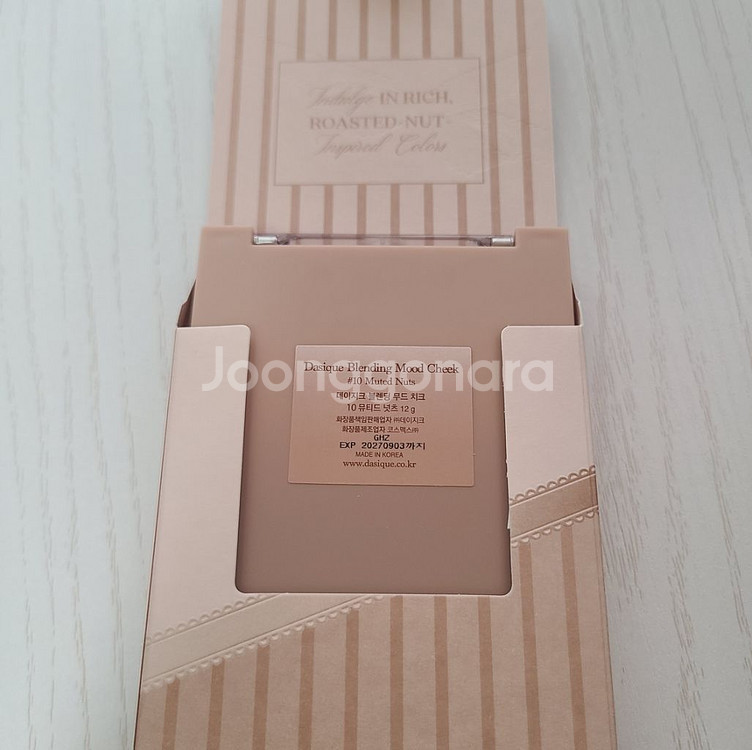 Indulge IN RICH,
ROASTED-NUT-
Inspired Colors
Joonggonara
Dasique Blending Mood Cheek
#10 Muted Nuts
데이지크 블렌딩 무드 치크
10 뮤티드 넛츠 12 g
화장품책임판매업자 ㈜데이지크
화장품제조업자 코스맥스㈜
GHZ
EXP 20270903까지
MADE IN KOREA
www.dasique.co.kr